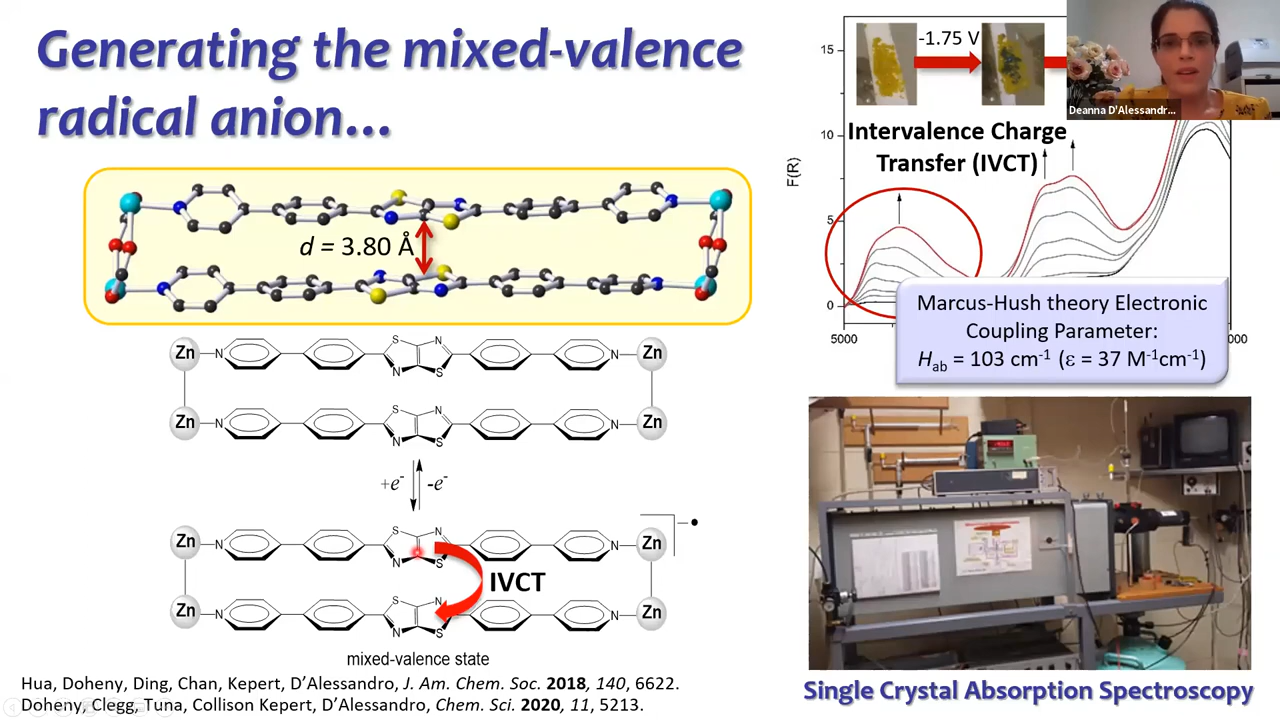 Generating the mixed-valence
radical anion...
d = 3.80 Å
Zn N S N N S N Zn
Zn N S N N S N Zn
+e⁻ -e⁻
Zn N S N N S N Zn
–•
IVCT
Zn N S N N S N Zn
mixed-valence state
Hua, Doheny, Ding, Chan, Kepert, D'Alessandro, J. Am. Chem. Soc. 2018, 140, 6622.
Doheny, Clegg, Tuna, Collison Kepert, D'Alessandro, Chem. Sci. 2020, 11, 5213.
-1.75 V
Deanna D'Alessandr...
Intervalence Charge
Transfer (IVCT)
F(R)
15
10
5
0
5000
000
Marcus-Hush theory Electronic
Coupling Parameter:
Hab = 103 cm⁻¹ (ε = 37 M⁻¹cm⁻¹)
Single Crystal Absorption Spectroscopy